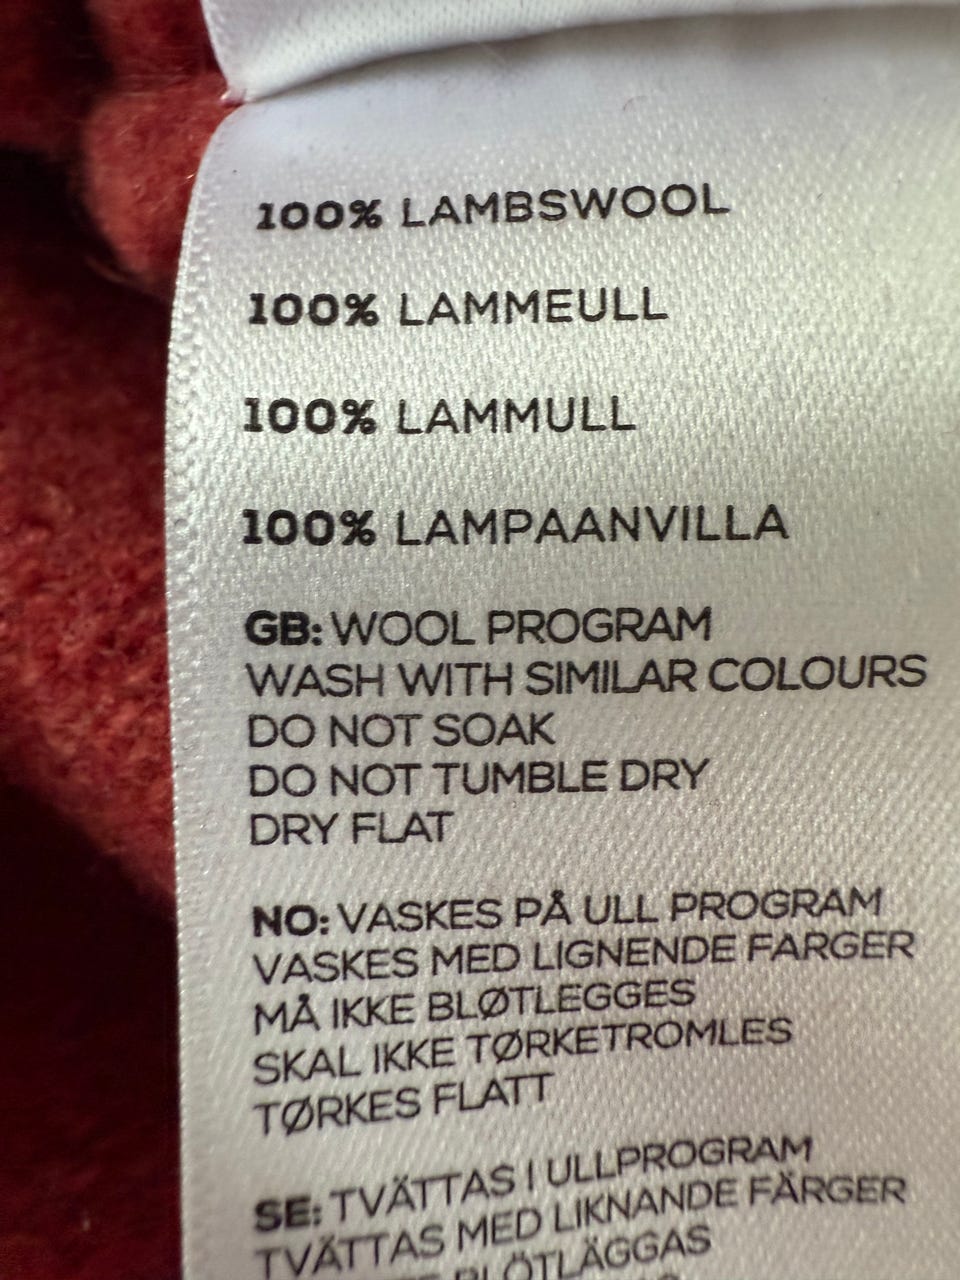 100% LAMBSWOOL
100% LAMMEULL
100% LAMMULL
100% LAMPAANVILLA
GB: WOOL PROGRAM
WASH WITH SIMILAR COLOURS
DO NOT SOAK
DO NOT TUMBLE DRY
DRY FLAT
NO: VASKES PÅ ULL PROGRAM
VASKES MED LIGNENDE FARGER
MÅ IKKE BLØTLEGGES
SKAL IKKE TØRKETROMLES
TØRKES FLATT
SE: TVÄTTAS I ULLPROGRAM
TVÄTTAS MED LIKNANDE FÄRGER
BLÖTLÄGGAS